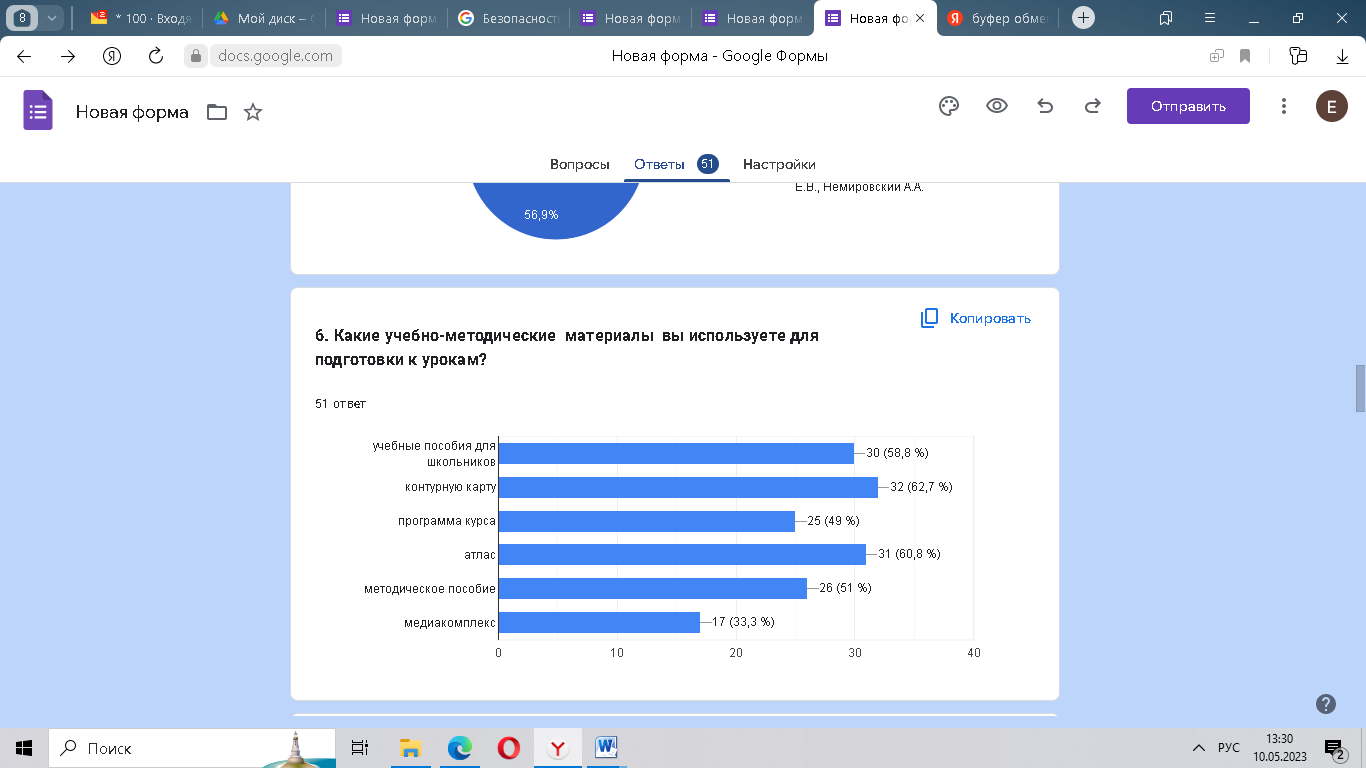 8
* 100 · Входя
Мой диск –
Новая форм
Безопасност
Новая форм
Новая форм
Новая фо
буфер обме
docs.google.com
Новая форма - Google Формы
Новая форма
Отправить
E
Вопросы
Ответы 51
Настройки
56,9%
Е.В., Немировский А.А.
Копировать
6. Какие учебно-методические материалы вы используете для
подготовки к урокам?
51 ответ
учебные пособия для
школьников
30 (58,8 %)
контурную карту
32 (62,7 %)
программа курса
25 (49 %)
атлас
31 (60,8 %)
методическое пособие
26 (51 %)
медиакомплекс
17 (33,3 %)
0 10 20 30 40
Поиск
РУС
13:30
10.05.2023
2